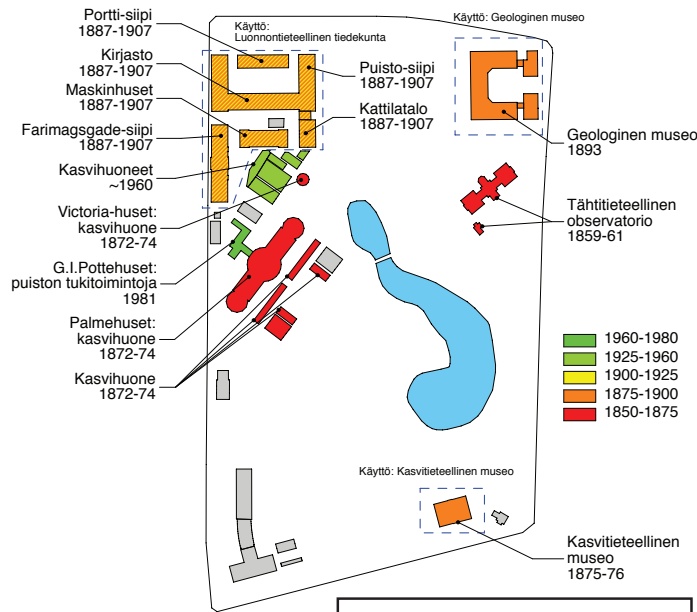 Portti-siipi
1887-1907
Kirjasto
1887-1907
Maskinhuset
1887-1907
Farimagsgade-siipi
1887-1907
Kasvihuoneet
~1960
Victoria-huset:
kasvihuone
1872-74
G.I.Pottehuset:
puiston tukitoimintoja
1981
Palmehuset:
kasvihuone
1872-74
Kasvihuone
1872-74
Käyttö:
Luonnontieteellinen tiedekunta
Puisto-siipi
1887-1907
Kattilatalo
1887-1907
Käyttö: Geologinen museo
Geologinen museo
1893
Tähtitieteellinen
observatorio
1859-61
1960-1980
1925-1960
1900-1925
1875-1900
1850-1875
Käyttö: Kasvitieteellinen museo
Kasvitieteellinen
museo
1875-76